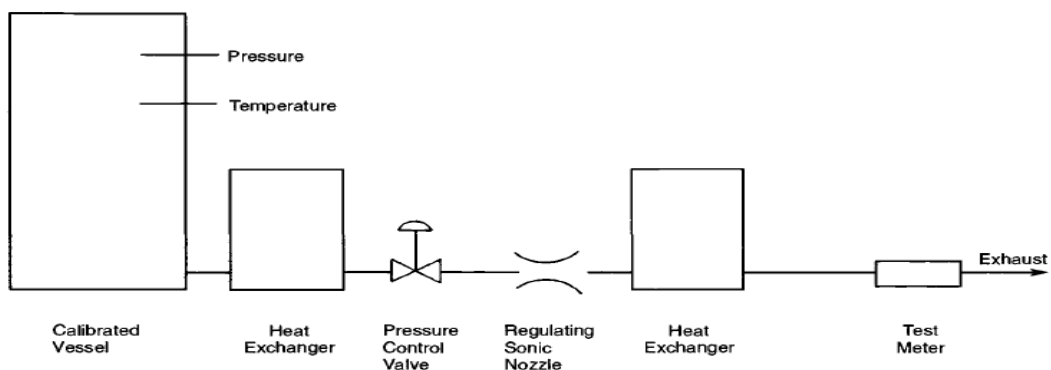 Pressure
Temperature
Exhaust
Calibrated
Vessel
Heat
Exchanger
Pressure
Control
Valve
Regulating
Sonic
Nozzle
Heat
Exchanger
Test
Meter